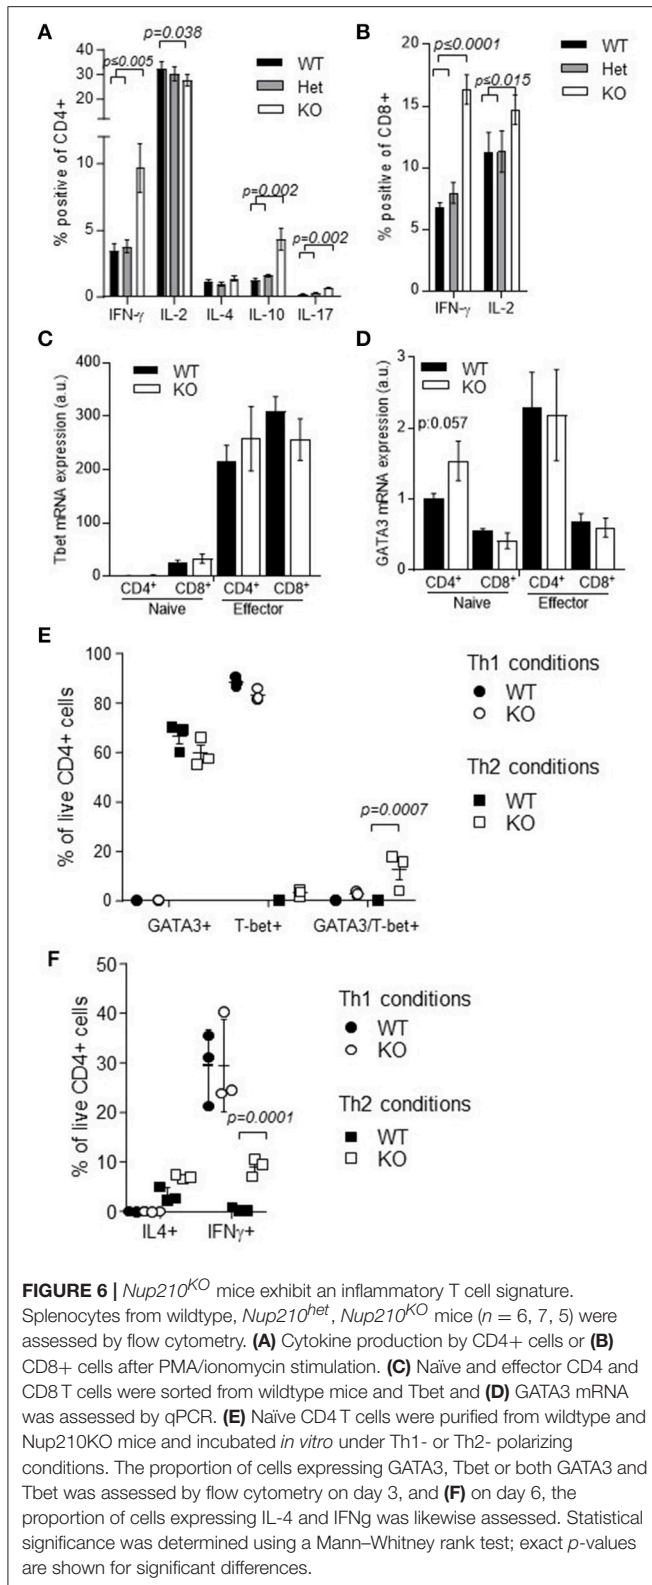 A
p≤0.005
p=0.038
WT
Het
KO
% positive of CD4+
40
30
20
10
5
0
p=0.002
p=0.002
IFN-γ IL-2 IL-4 IL-10 IL-17
B
p≤0.0001
p≤0.015
WT
Het
KO
% positive of CD8+
20
15
10
5
0
IFN-γ IL-2
C
WT
KO
Tbet mRNA expression (a.u.)
400
300
200
100
0
CD4+ CD8+ CD4+ CD8+
Naive Effector
D
WT
KO
GATA3 mRNA expression (a.u.)
3
2
1
0
p:0.057
CD4+ CD8+ CD4+ CD8+
Naive Effector
E
% of live CD4+ cells
100
80
60
40
20
0
p=0.0007
GATA3+ T-bet+ GATA3/T-bet+
Th1 conditions
WT
KO
Th2 conditions
WT
KO
F
% of live CD4+ cells
50
40
30
20
10
0
p=0.0001
IL4+ IFNγ+
Th1 conditions
WT
KO
Th2 conditions
WT
KO
FIGURE 6 | Nup210KO mice exhibit an inflammatory T cell signature.
Splenocytes from wildtype, Nup210het, Nup210KO mice (n = 6, 7, 5) were
assessed by flow cytometry. (A) Cytokine production by CD4+ cells or (B)
CD8+ cells after PMA/ionomycin stimulation. (C) Naïve and effector CD4 and
CD8 T cells were sorted from wildtype mice and Tbet and (D) GATA3 mRNA
was assessed by qPCR. (E) Naïve CD4 T cells were purified from wildtype and
Nup210KO mice and incubated in vitro under Th1- or Th2- polarizing
conditions. The proportion of cells expressing GATA3, Tbet or both GATA3 and
Tbet was assessed by flow cytometry on day 3, and (F) on day 6, the
proportion of cells expressing IL-4 and IFNg was likewise assessed. Statistical
significance was determined using a Mann–Whitney rank test; exact p-values
are shown for significant differences.